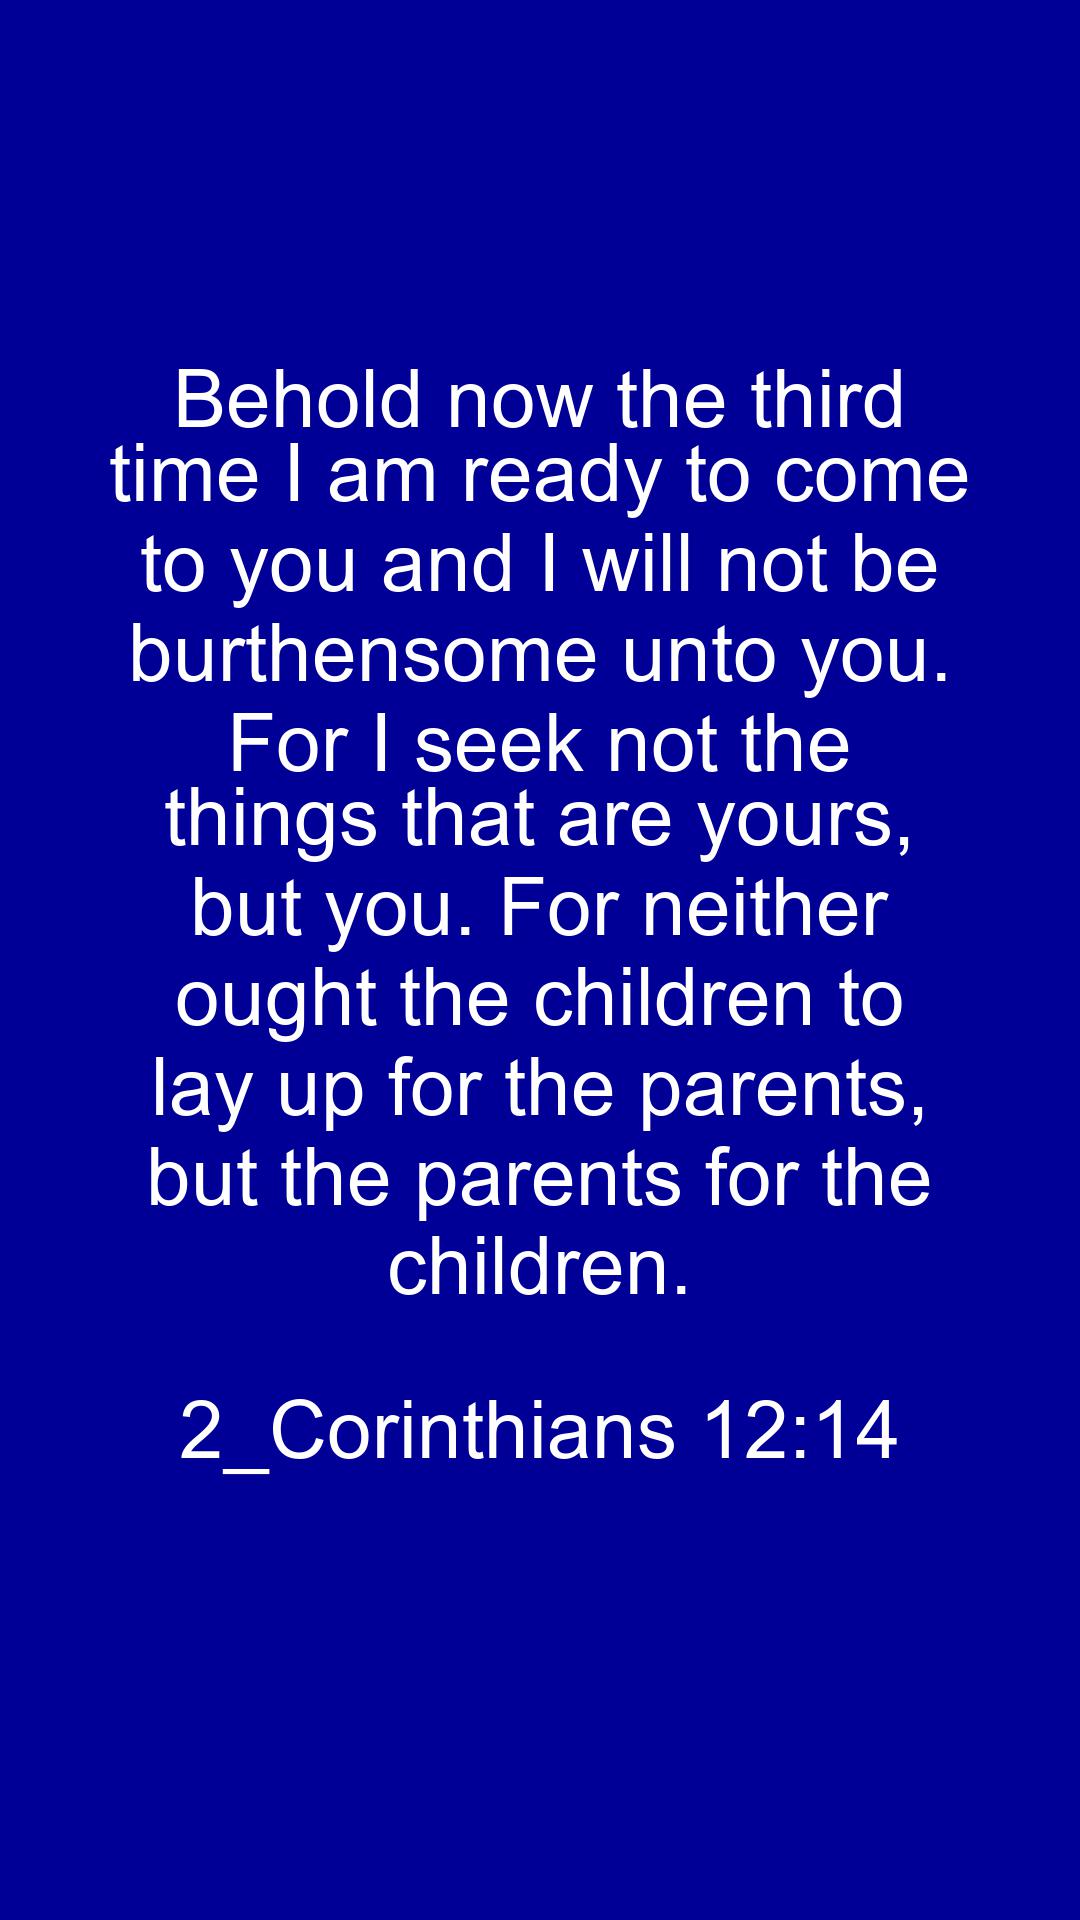 Behold now the third
time I am ready to come
to you and I will not be
burthensome unto you.
For I seek not the
things that are yours,
but you. For neither
ought the children to
lay up for the parents,
but the parents for the
children.
2_Corinthians 12:14